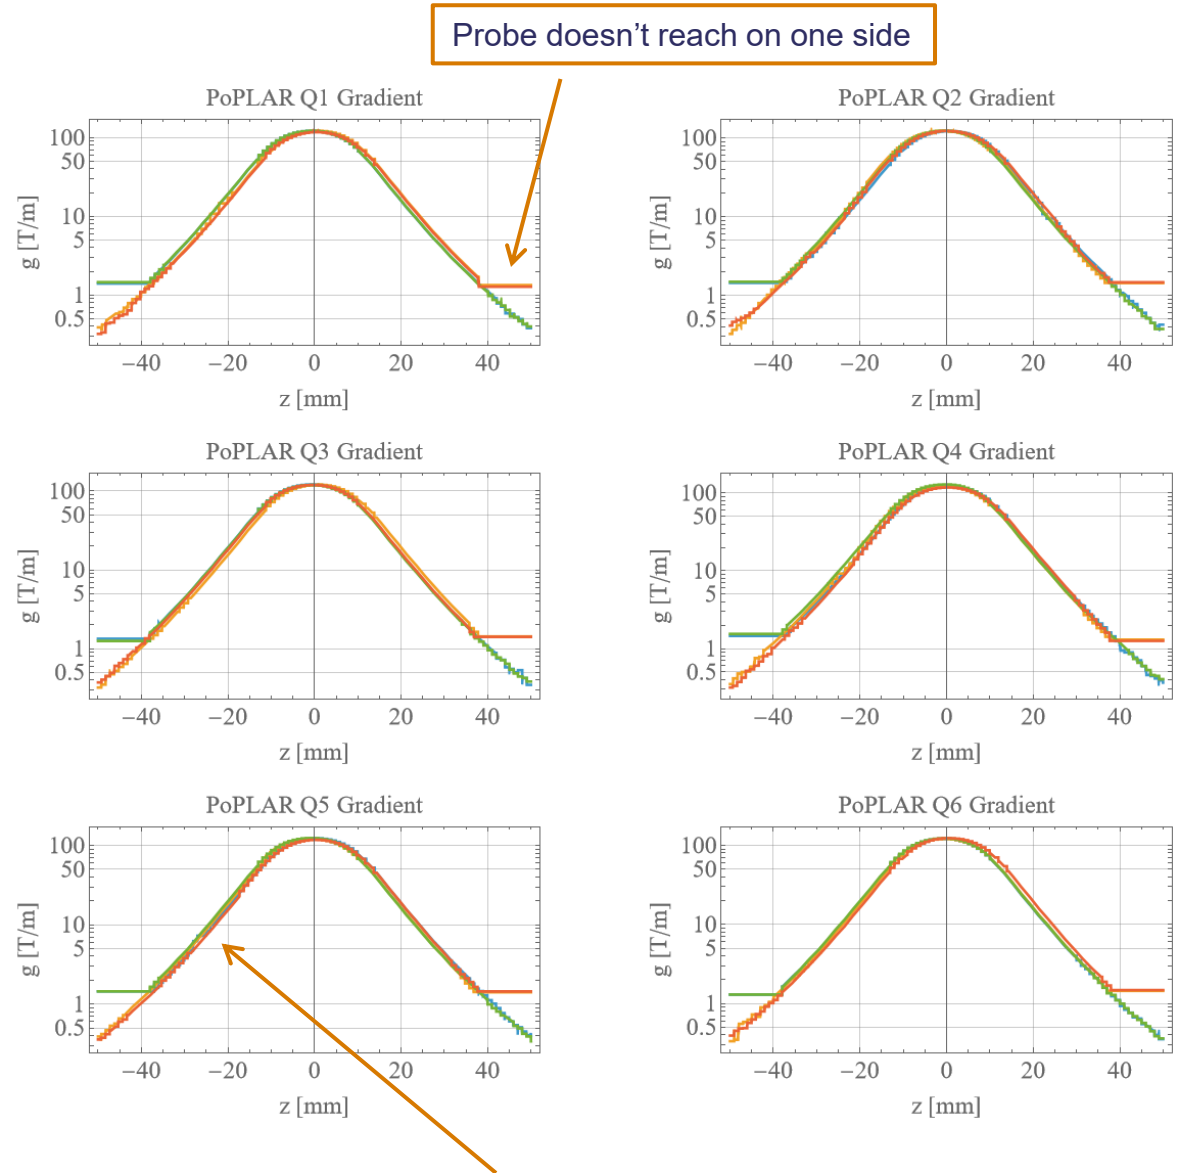 Probe doesn’t reach on one side
PoPLAR Q1 Gradient
g [T/m]
100
50
10
5
1
0.5
−40 −20 0 20 40
z [mm]
PoPLAR Q2 Gradient
g [T/m]
100
50
10
5
1
0.5
−40 −20 0 20 40
z [mm]
PoPLAR Q3 Gradient
g [T/m]
100
50
10
5
1
0.5
−40 −20 0 20 40
z [mm]
PoPLAR Q4 Gradient
g [T/m]
100
50
10
5
1
0.5
−40 −20 0 20 40
z [mm]
PoPLAR Q5 Gradient
g [T/m]
100
50
10
5
1
0.5
−40 −20 0 20 40
z [mm]
PoPLAR Q6 Gradient
g [T/m]
100
50
10
5
1
0.5
−40 −20 0 20 40
z [mm]